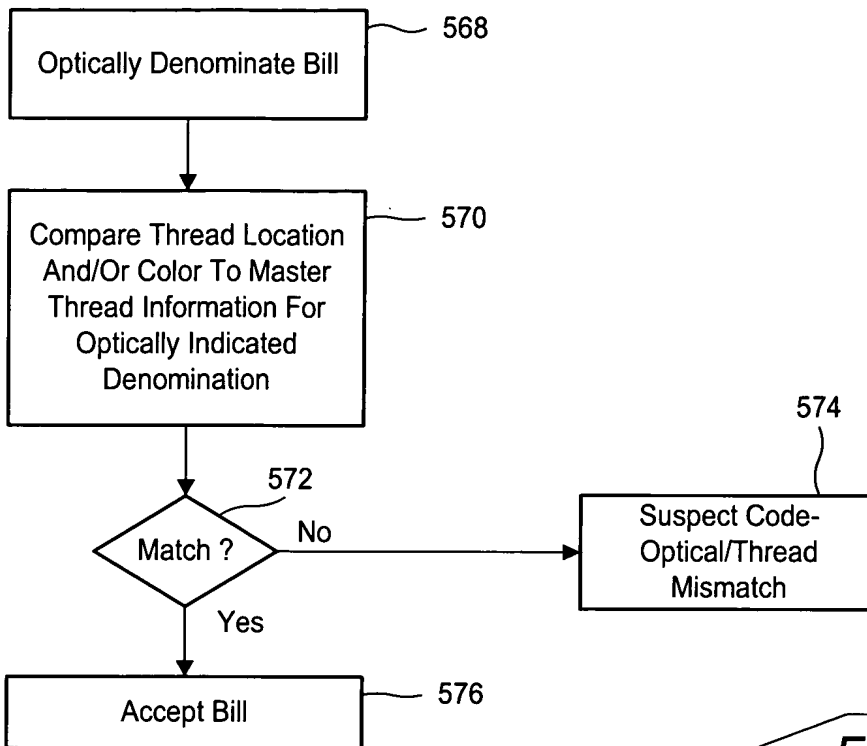 568
Optically Denominate Bill
570
Compare Thread Location
And/Or Color To Master
Thread Information For
Optically Indicated
Denomination
574
572
Match ?
No
Suspect Code-
Optical/Thread
Mismatch
Yes
576
Accept Bill